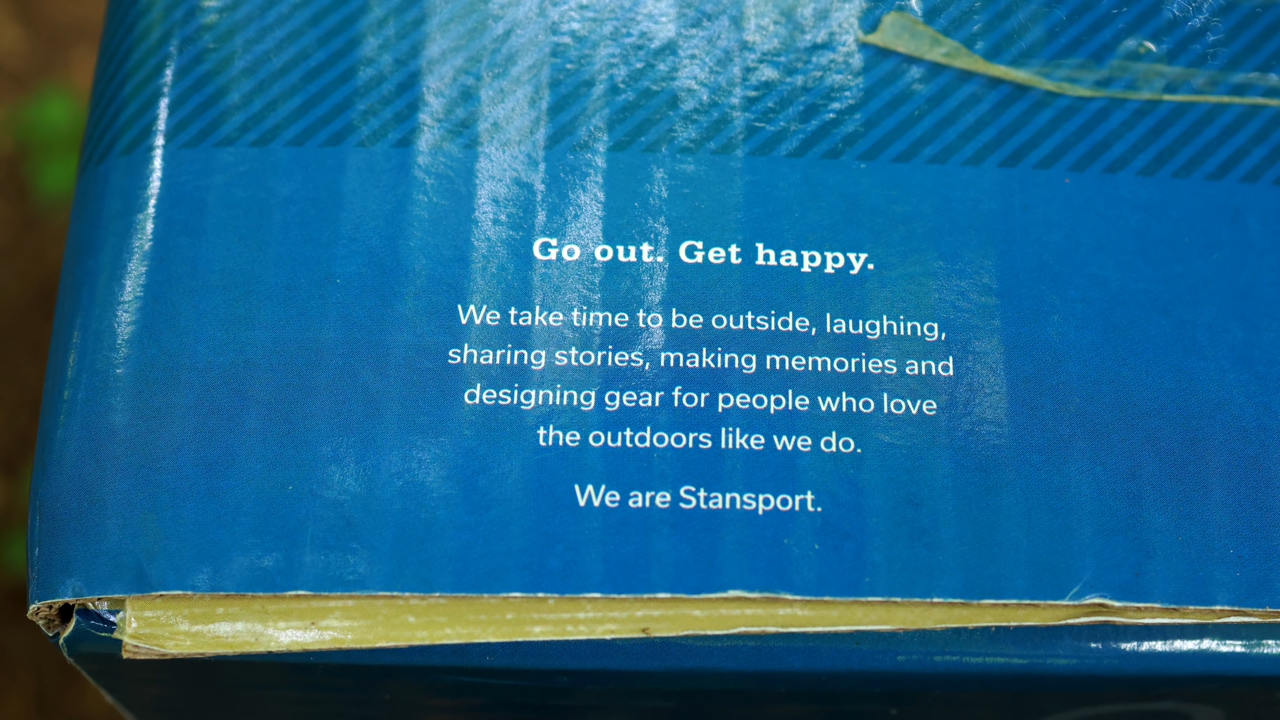 Go out. Get happy.
We take time to be outside, laughing,
sharing stories, making memories and
designing gear for people who love
the outdoors like we do.
We are Stansport.